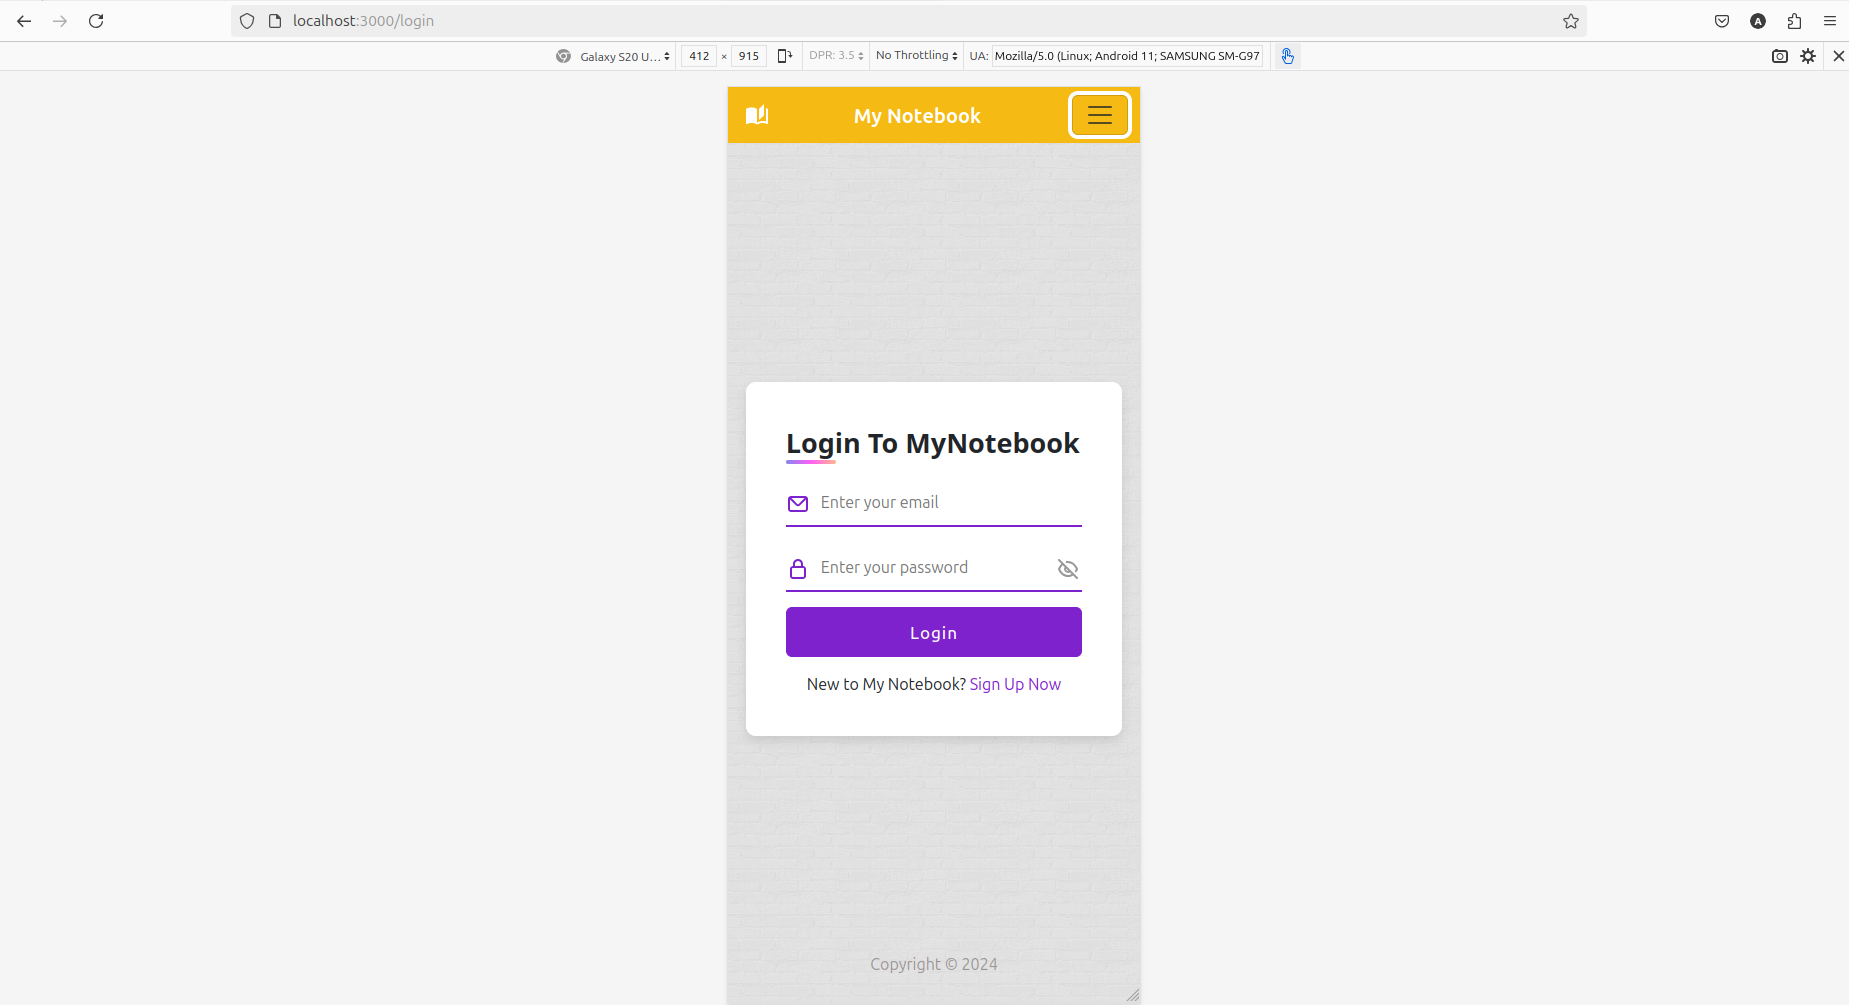 localhost:3000/login
Galaxy S20 U... 412 × 915 DPR: 3.5 No Throttling UA: Mozilla/5.0 (Linux; Android 11; SAMSUNG SM-G97
My Notebook
Login To MyNotebook
Enter your email
Enter your password
Login
New to My Notebook? Sign Up Now
Copyright © 2024
A